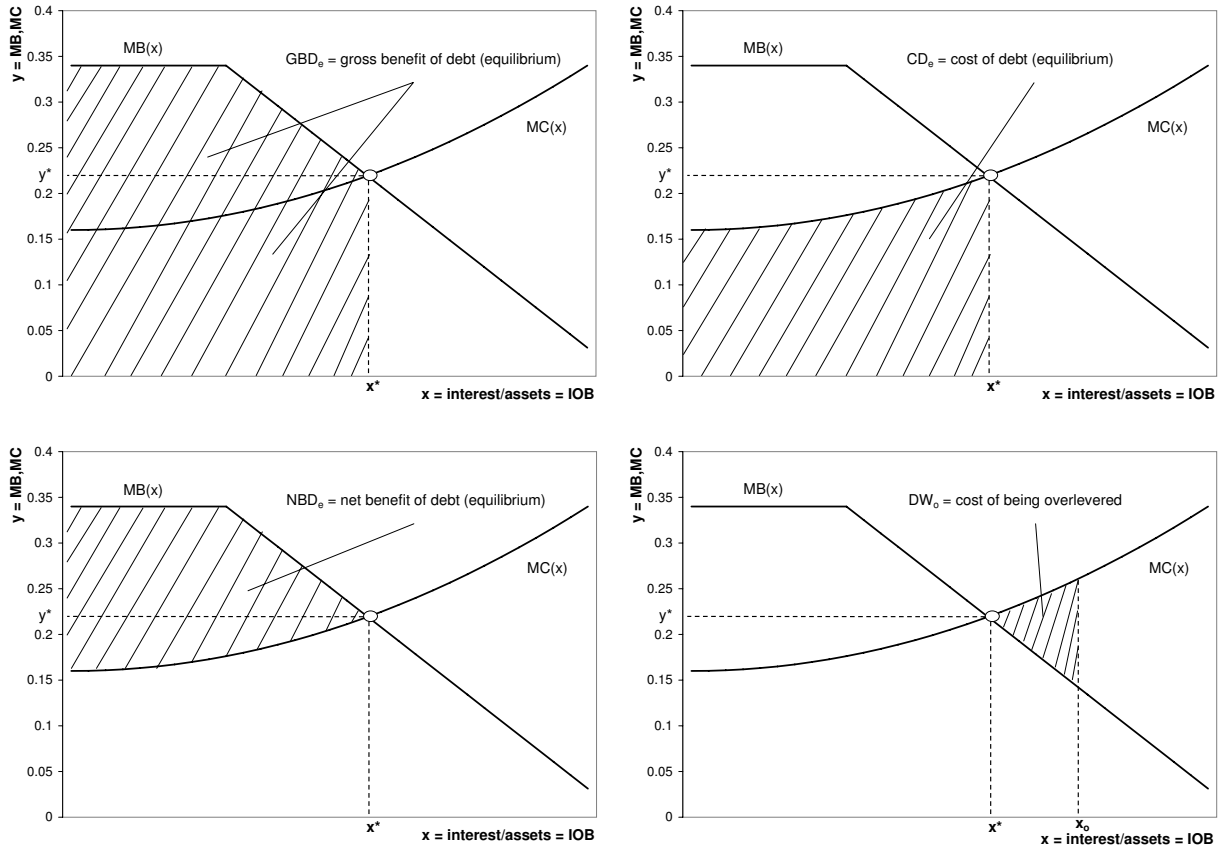 y = MB,MC
0.4
0.35
0.3
0.25
y*
0.2
0.15
0.1
0.05
0
MB(x)
GBDe = gross benefit of debt (equilibrium)
MC(x)
x*
x = interest/assets = IOB
y = MB,MC
0.4
0.35
0.3
0.25
y*
0.2
0.15
0.1
0.05
0
MB(x)
CDe = cost of debt (equilibrium)
MC(x)
x*
x = interest/assets = IOB
y = MB,MC
0.4
0.35
0.3
0.25
y*
0.2
0.15
0.1
0.05
0
MB(x)
NBDe = net benefit of debt (equilibrium)
MC(x)
x*
x = interest/assets = IOB
y = MB,MC
0.4
0.35
0.3
0.25
y*
0.2
0.15
0.1
0.05
0
MB(x)
DWo = cost of being overlevered
MC(x)
x*
xo
x = interest/assets = IOB